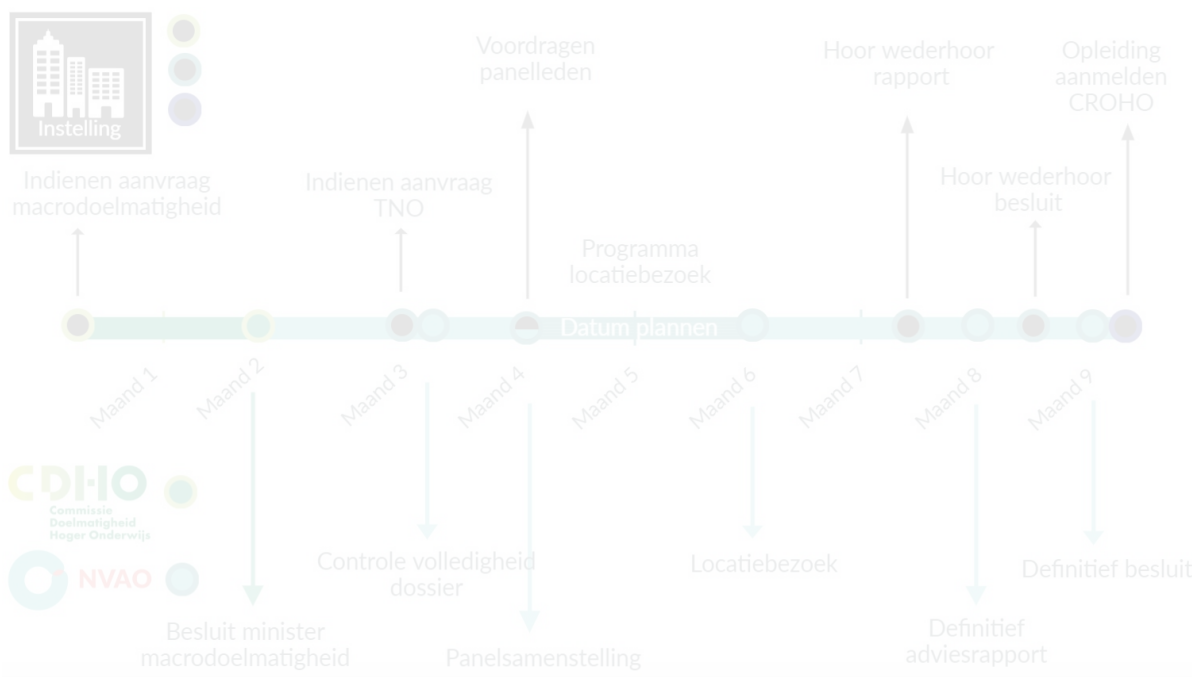 Instelling
Voordragen
panelleden
Hoor wederhoor
rapport
Opleiding
aanmelden
CROHO
Indienen aanvraag
macrodoelmatigheid
Indienen aanvraag
TNO
Hoor wederhoor
besluit
Programma
locatiebezoek
Datum plannen
Maand 1
Maand 2
Maand 3
Maand 4
Maand 5
Maand 6
Maand 7
Maand 8
Maand 9
CDHO
Commissie
Doelmatigheid
Hoger Onderwijs
NVAO
Controle volledigheid
dossier
Locatiebezoek
Definitief besluit
Besluit minister
macrodoelmatigheid
Panelsamenstelling
Definitief
adviesrapport